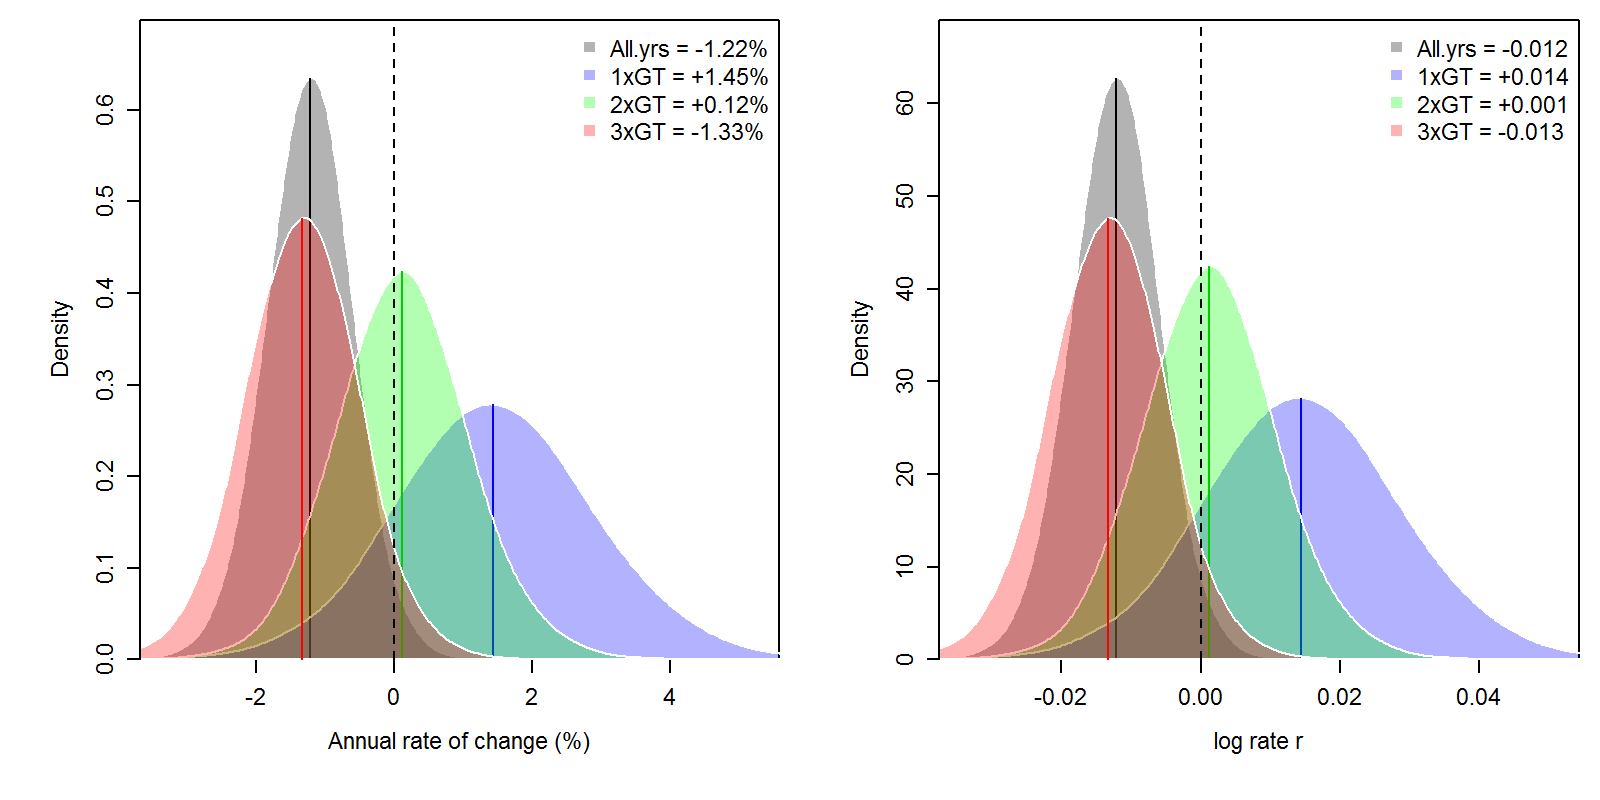 All.yrs = -1.22%
1xGT = +1.45%
2xGT = +0.12%
3xGT = -1.33%
Density
0.0
0.1
0.2
0.3
0.4
0.5
0.6
-2
0
2
4
Annual rate of change (%)
All.yrs = -0.012
1xGT = +0.014
2xGT = +0.001
3xGT = -0.013
Density
0
10
20
30
40
50
60
-0.02
0.00
0.02
0.04
log rate r